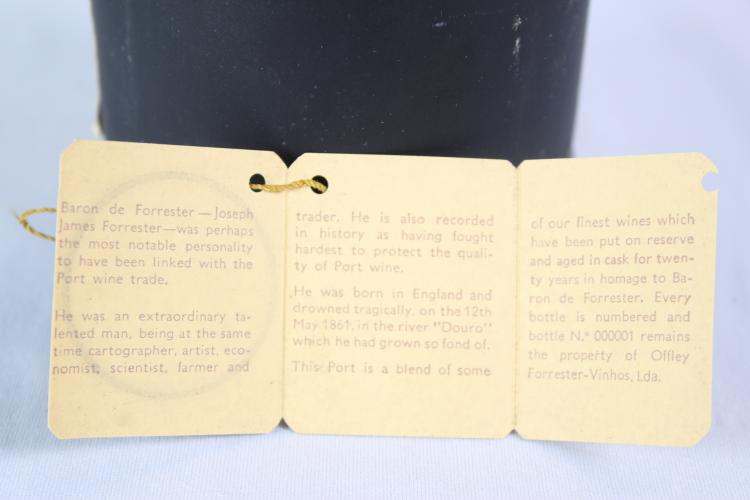 Baron de Forrester—Joseph
James Forrester—was perhaps
the most notable personality
to have been linked with the
Port wine trade.
He was an extraordinary ta-
lented man, being at the same
time cartographer, artist, eco-
nomist, scientist, farmer and
trader. He is also recorded
in history as having fought
hardest to protect the quali-
ty of Port wine.
He was born in England and
drowned tragically, on the 12th
May 1861, in the river "Douro"
which he had grown so fond of.
This Port is a blend of some
of our finest wines which
have been put on reserve
and aged in cask for twen-
ty years in homage to Ba-
ron de Forrester. Every
bottle is numbered and
bottle N.º 000001 remains
the property of Offley
Forrester-Vinhos, Lda.